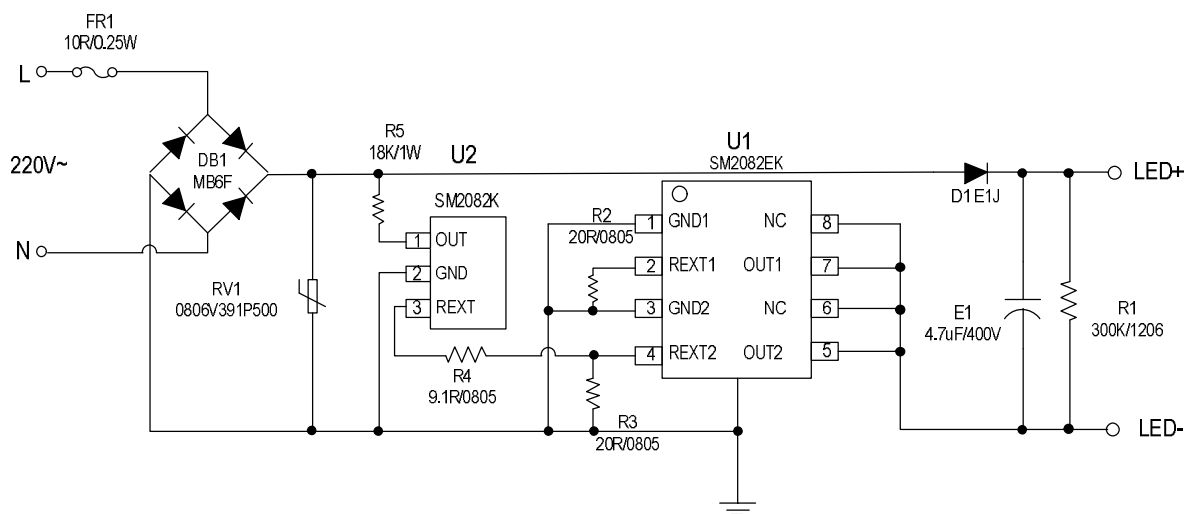 FR1
10R/0.25W
L
220V~
N
DB1
MB6F
RV1
0806V391P500
R5
18K/1W
U2
SM2082K
1 OUT
2 GND
3 REXT
R4
9.1R/0805
R2
20R/0805
R3
20R/0805
U1
SM2082EK
1 GND1 NC 8
2 REXT1 OUT1 7
3 GND2 NC 6
4 REXT2 OUT2 5
D1 E1J
E1
4.7uF/400V
R1
300K/1206
LED+
LED-